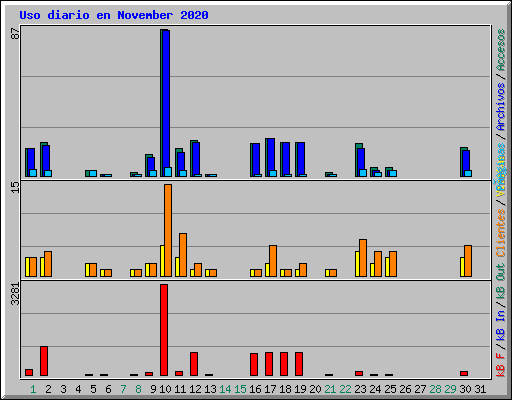 Uso diario en November 2020
87
15
3281
Accesos / Archivos / Páginas
Clientes /
kB Out / kB In / kB F
1 2 3 4 5 6 7 8 9 10 11 12 13 14 15 16 17 18 19 20 21 22 23 24 25 26 27 28 29 30 31